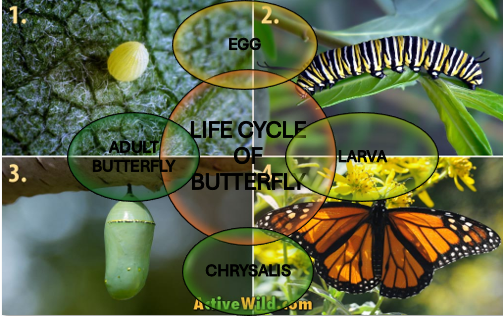 1.
2.
EGG
LIFE CYCLE
OF
BUTTERFLY
ADULT
BUTTERFLY
LARVA
3.
CHRYSALIS
ActiveWild.com